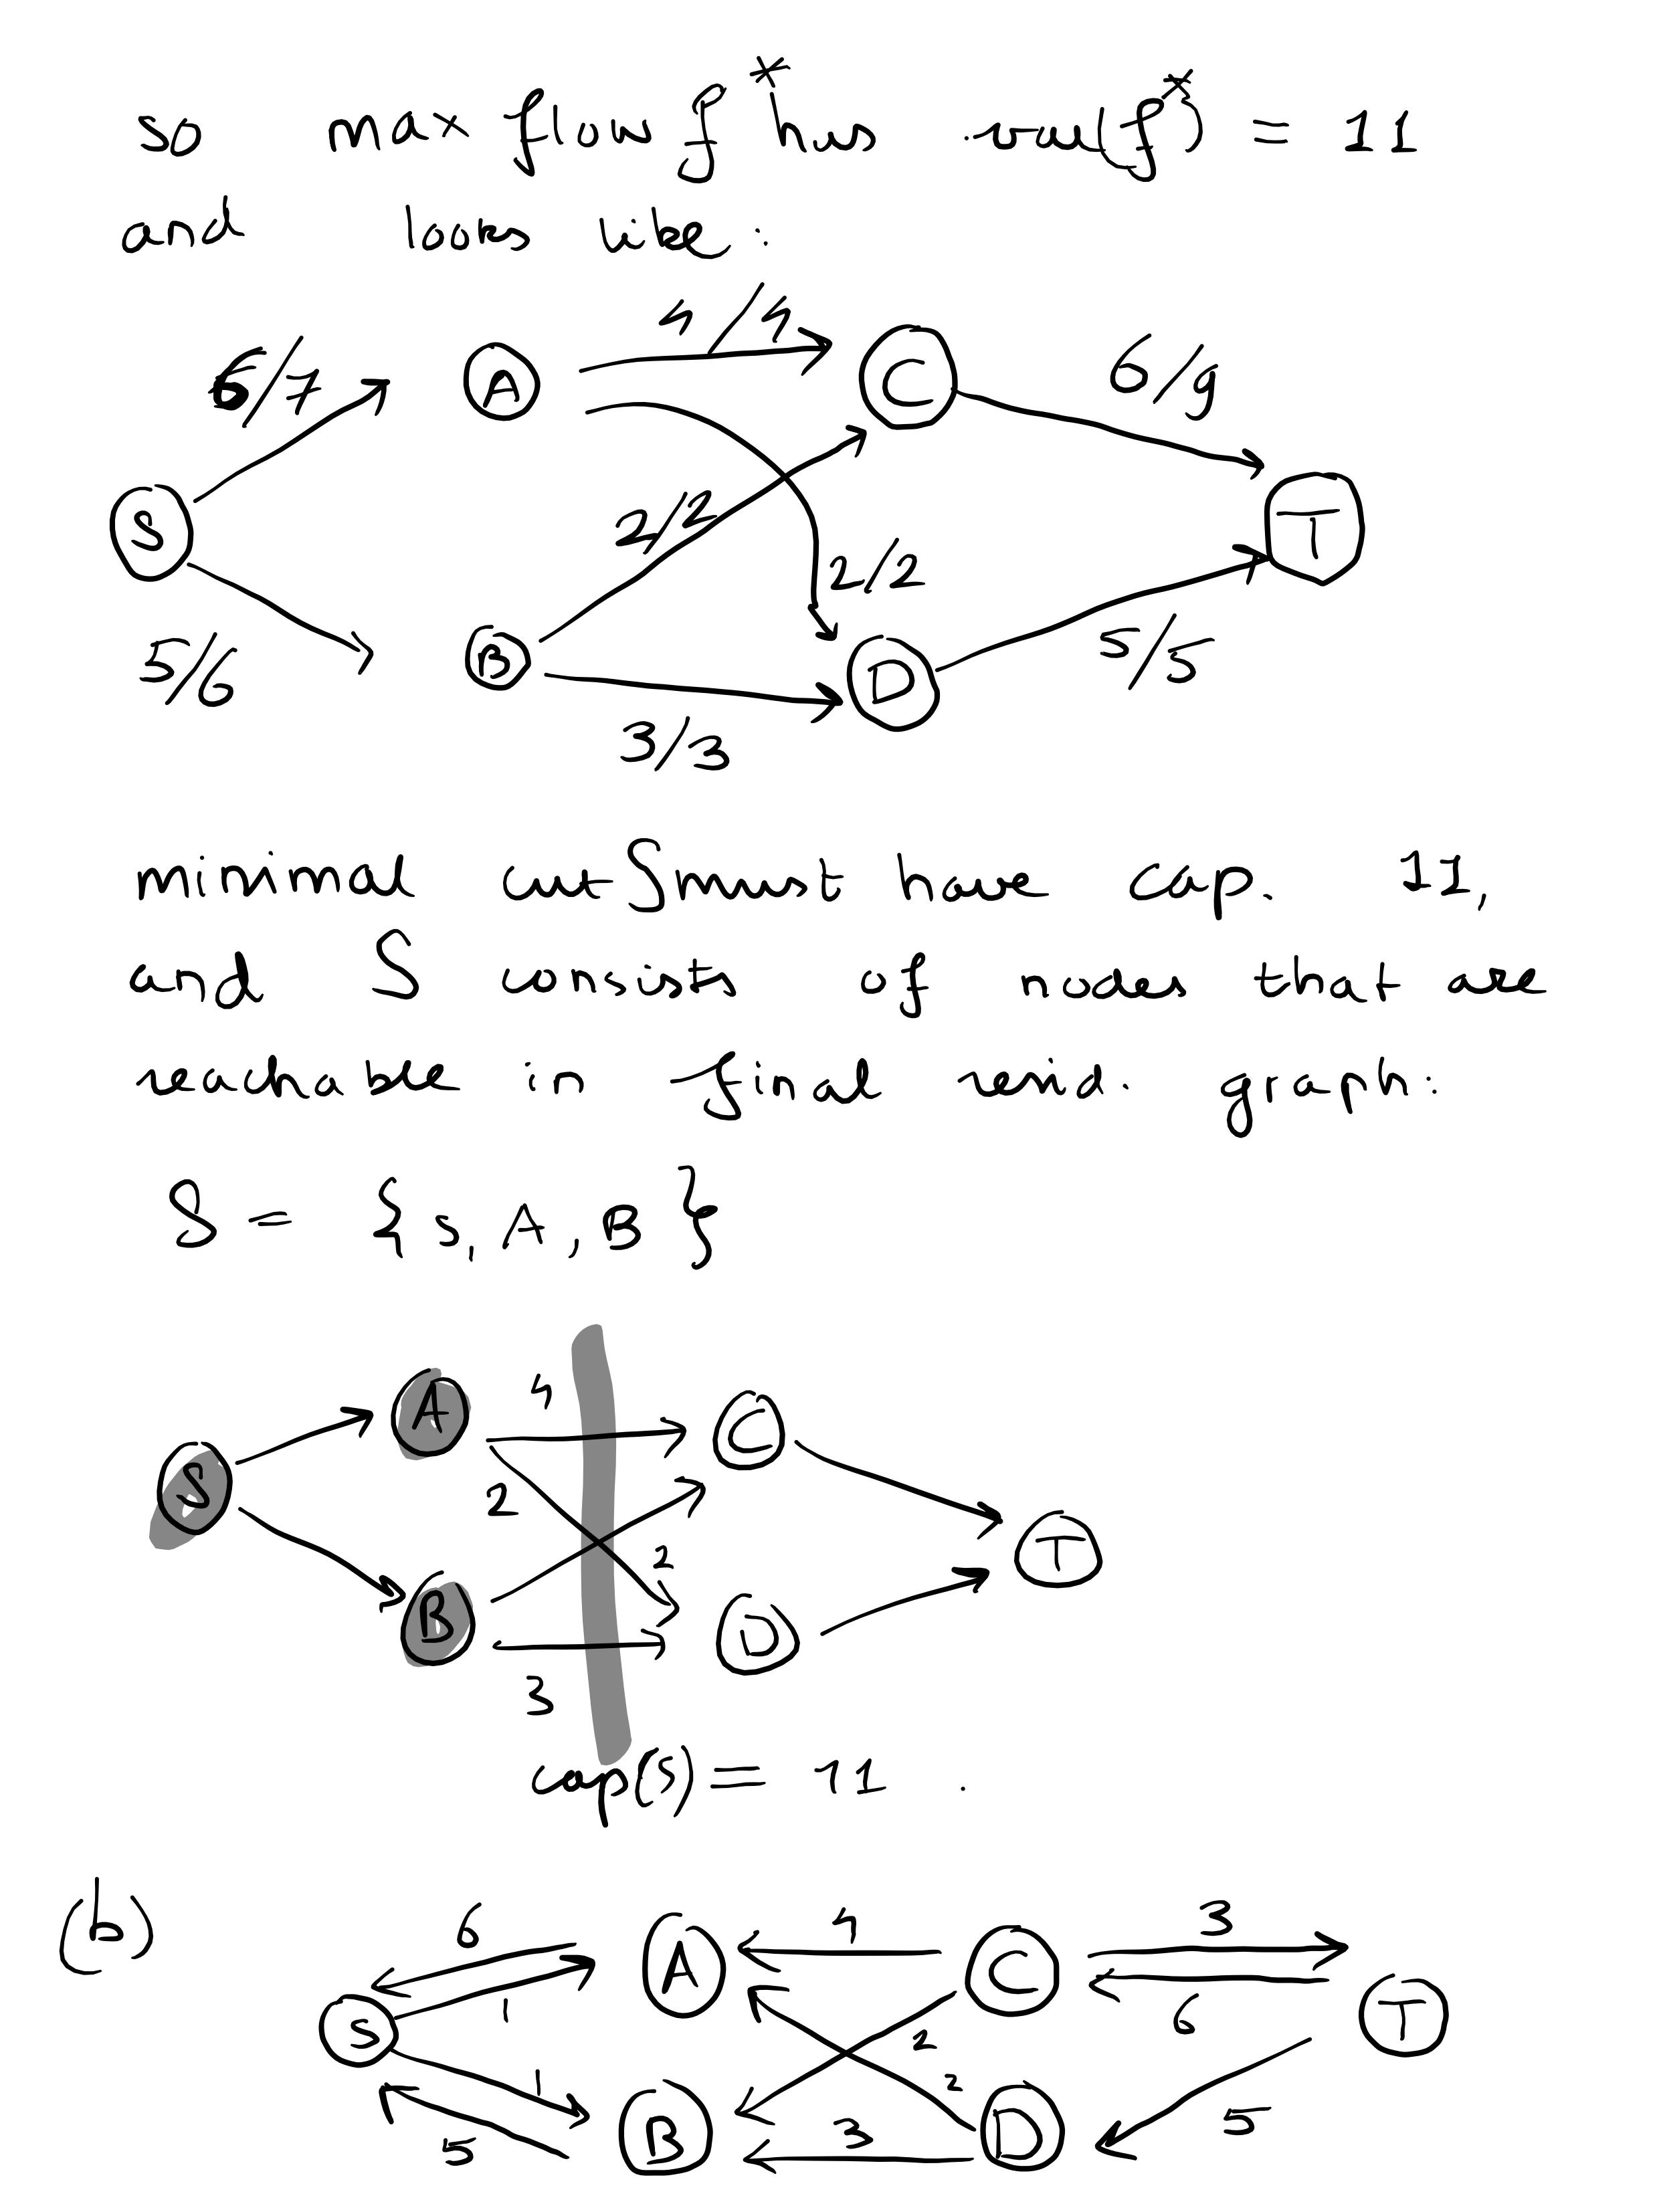 so max flow f* has val(f*) = 11
and looks like:
6/7
A
4/4
C
6/9
S
2/2
2/2
T
5/6
B
3/3
D
5/5
minimal cut S must have cap. 11,
and S consists of nodes that are
reachable in final resid. graph:
S = {s, A, B}
A
4
C
S
2
2
T
B
3
D
cap(S) = 11.
(b)
6
A
4
C
3
S
1
6
T
1
2
2
5
B
3
D
5